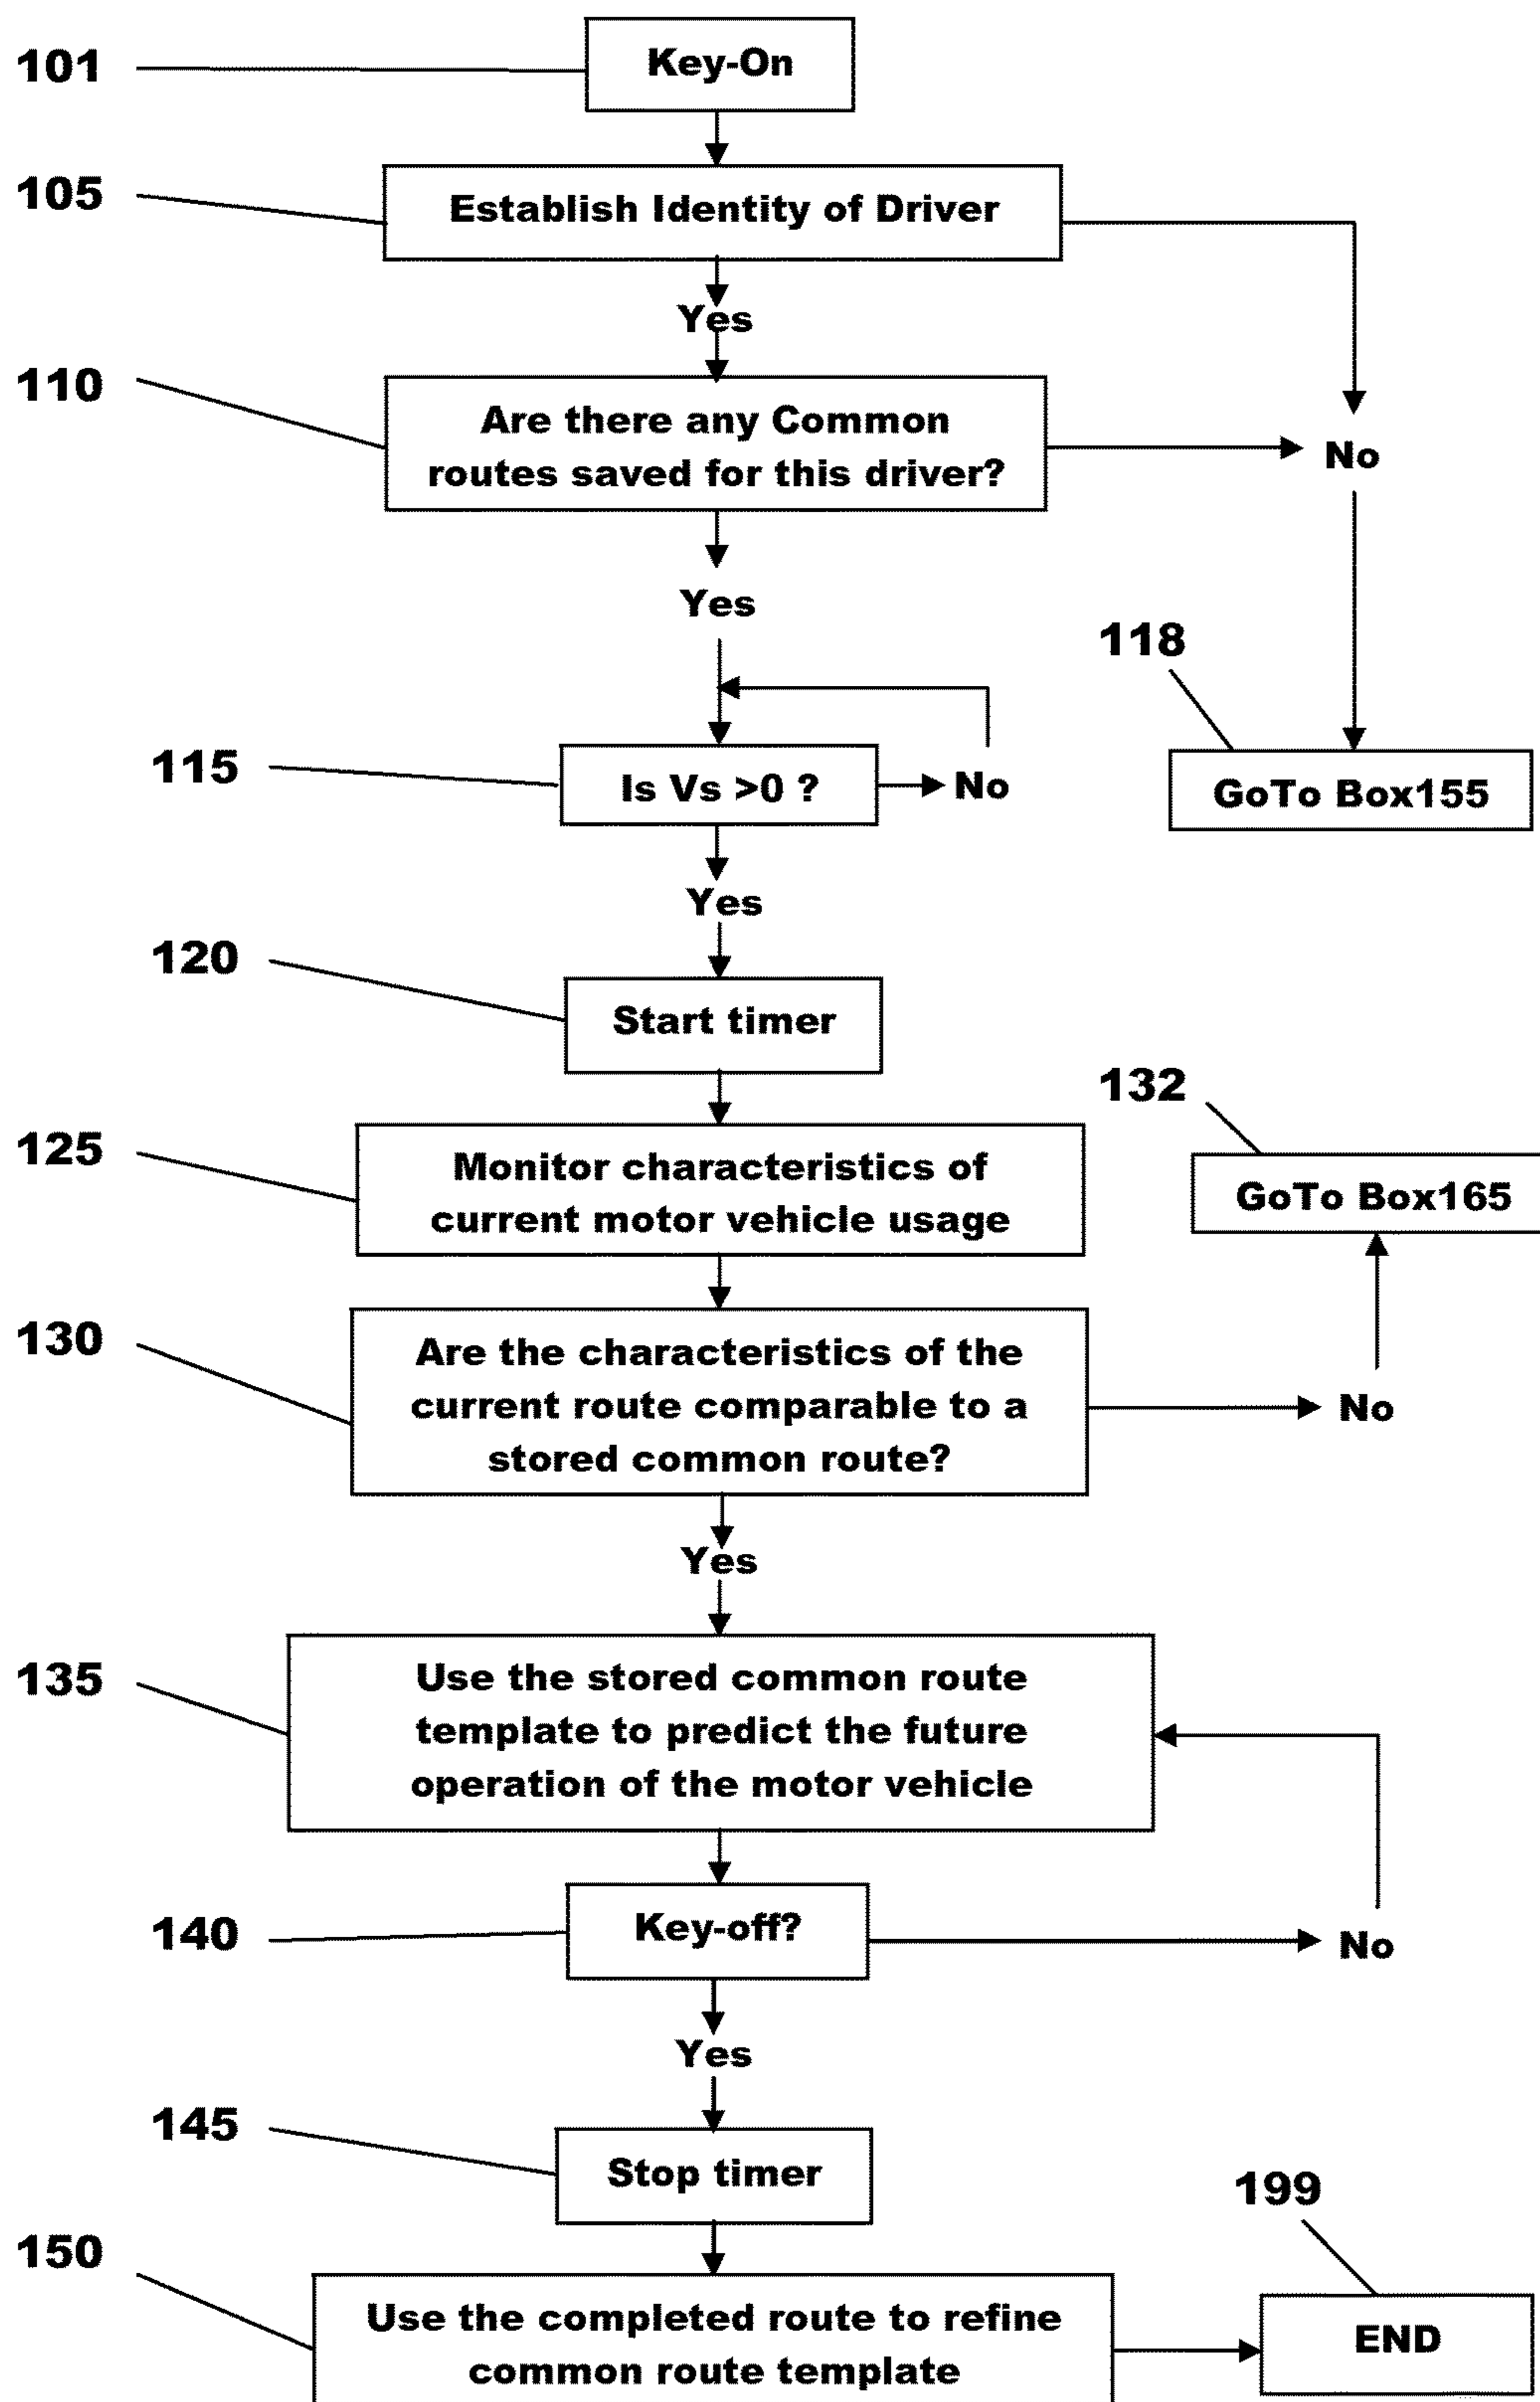 101
Key-On
105
Establish Identity of Driver
Yes
110
Are there any Common
routes saved for this driver?
No
Yes
118
115
Is Vs >0 ?
No
GoTo Box155
Yes
120
Start timer
132
125
Monitor characteristics of
current motor vehicle usage
GoTo Box165
130
Are the characteristics of the
current route comparable to a
stored common route?
No
Yes
135
Use the stored common route
template to predict the future
operation of the motor vehicle
140
Key-off?
No
Yes
145
Stop timer
199
150
Use the completed route to refine
common route template
END